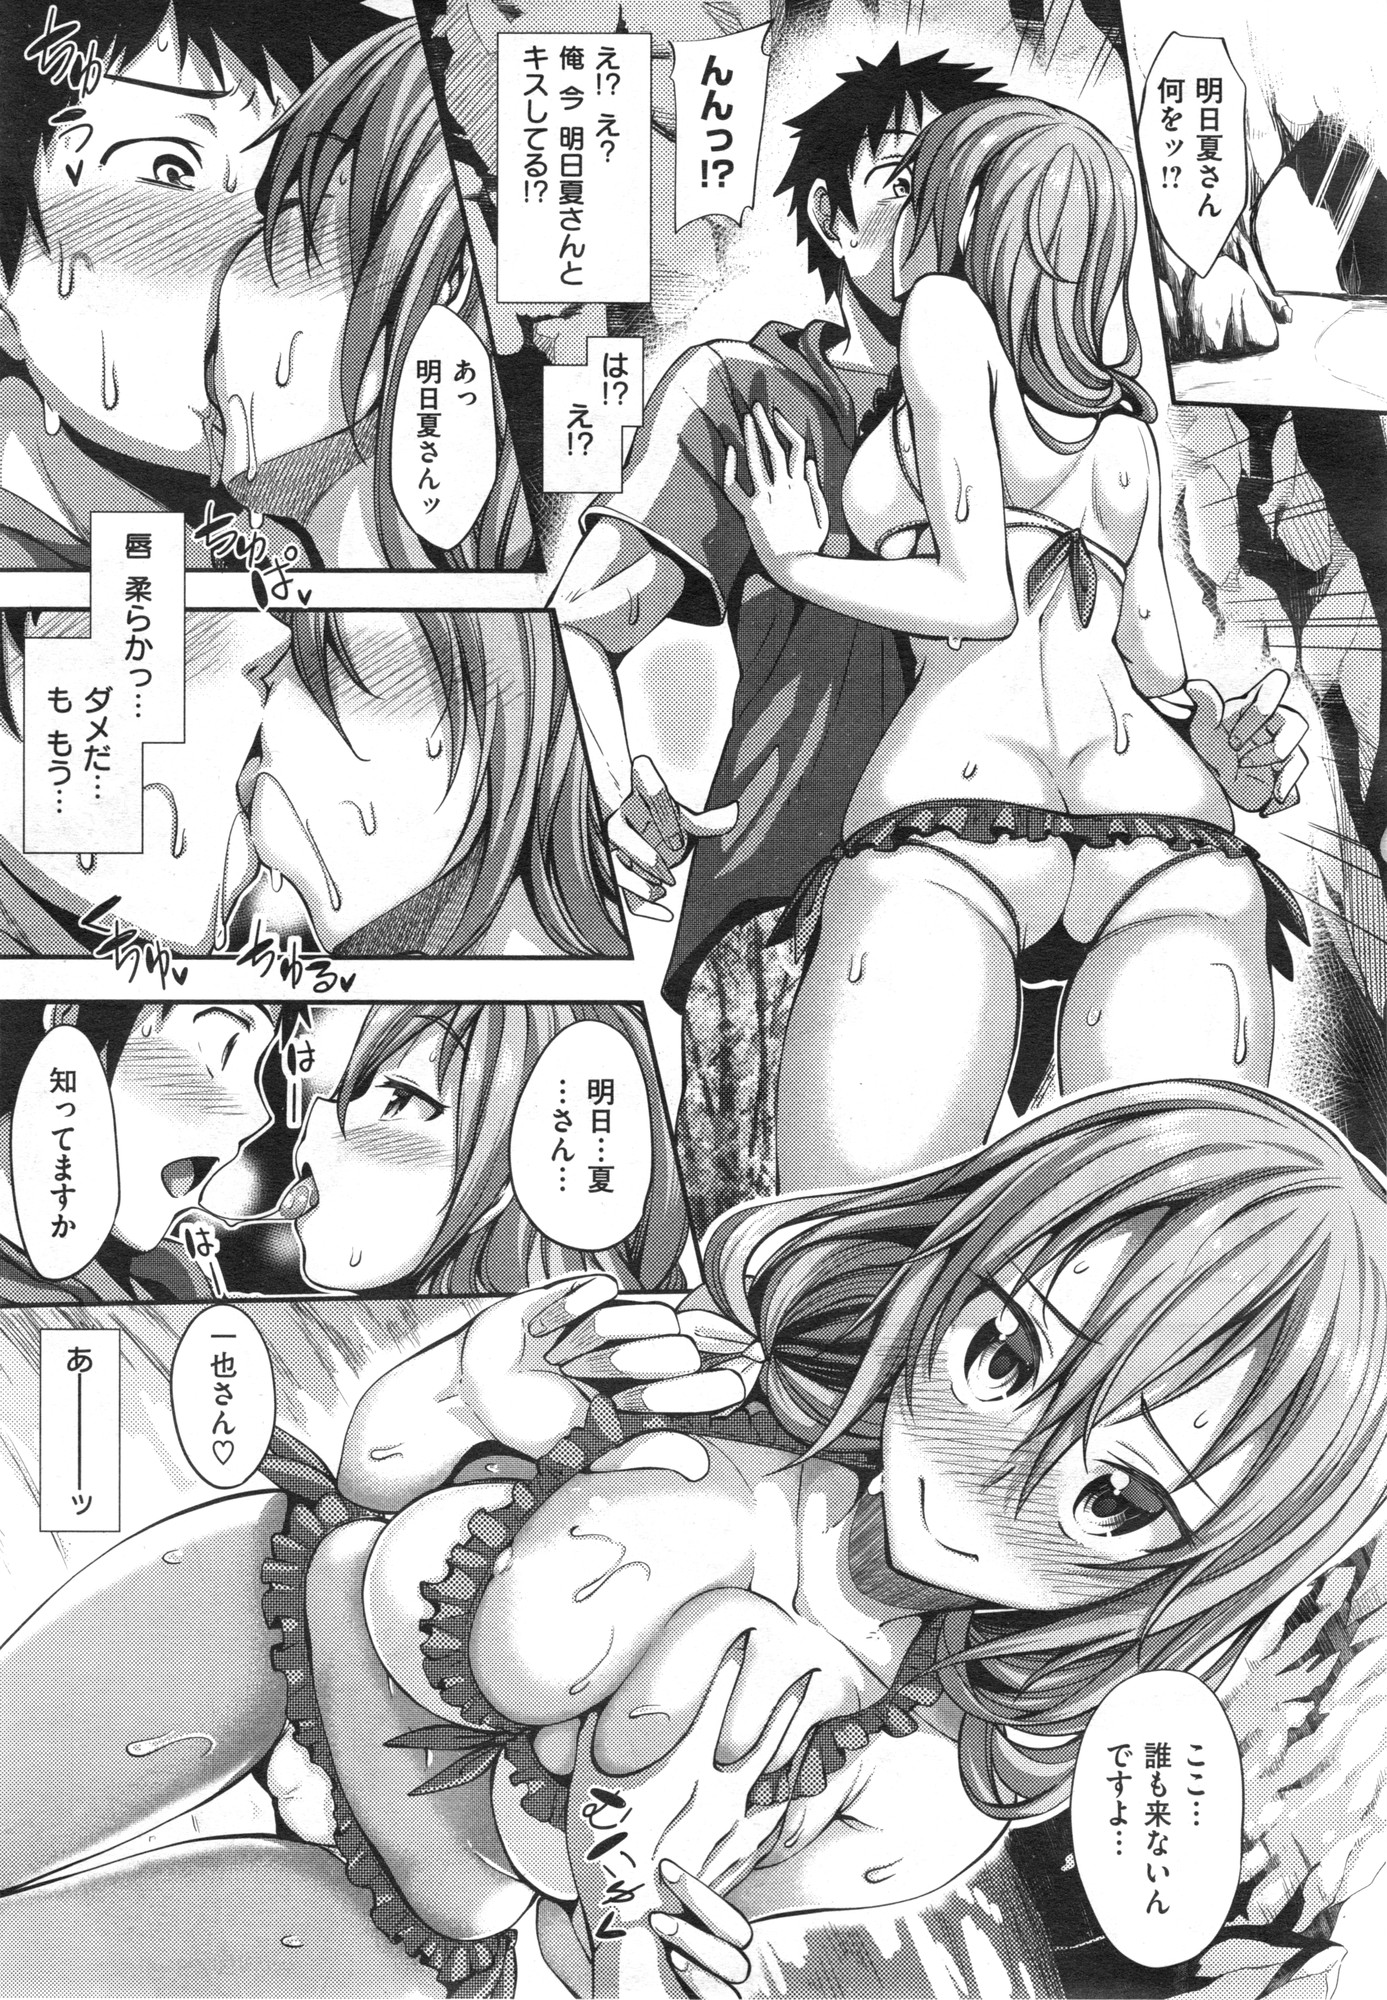 明日夏さん
何をッ!?
んんっ!?
え!? え?
俺 今 明日夏さんと
キスしてる!?
は!?
え!?
ちゅ
う♥
あっ
明日夏さんッ
ちゅぱ♥
唇 柔らかっ…
ダメだ…
も もう…
ちゅる♥
ちゅ♥
明日…夏
…さん…
はー
はー
知ってますか
一也さん♡
あーーーッ
ここ…
誰も来ないん
ですよ…